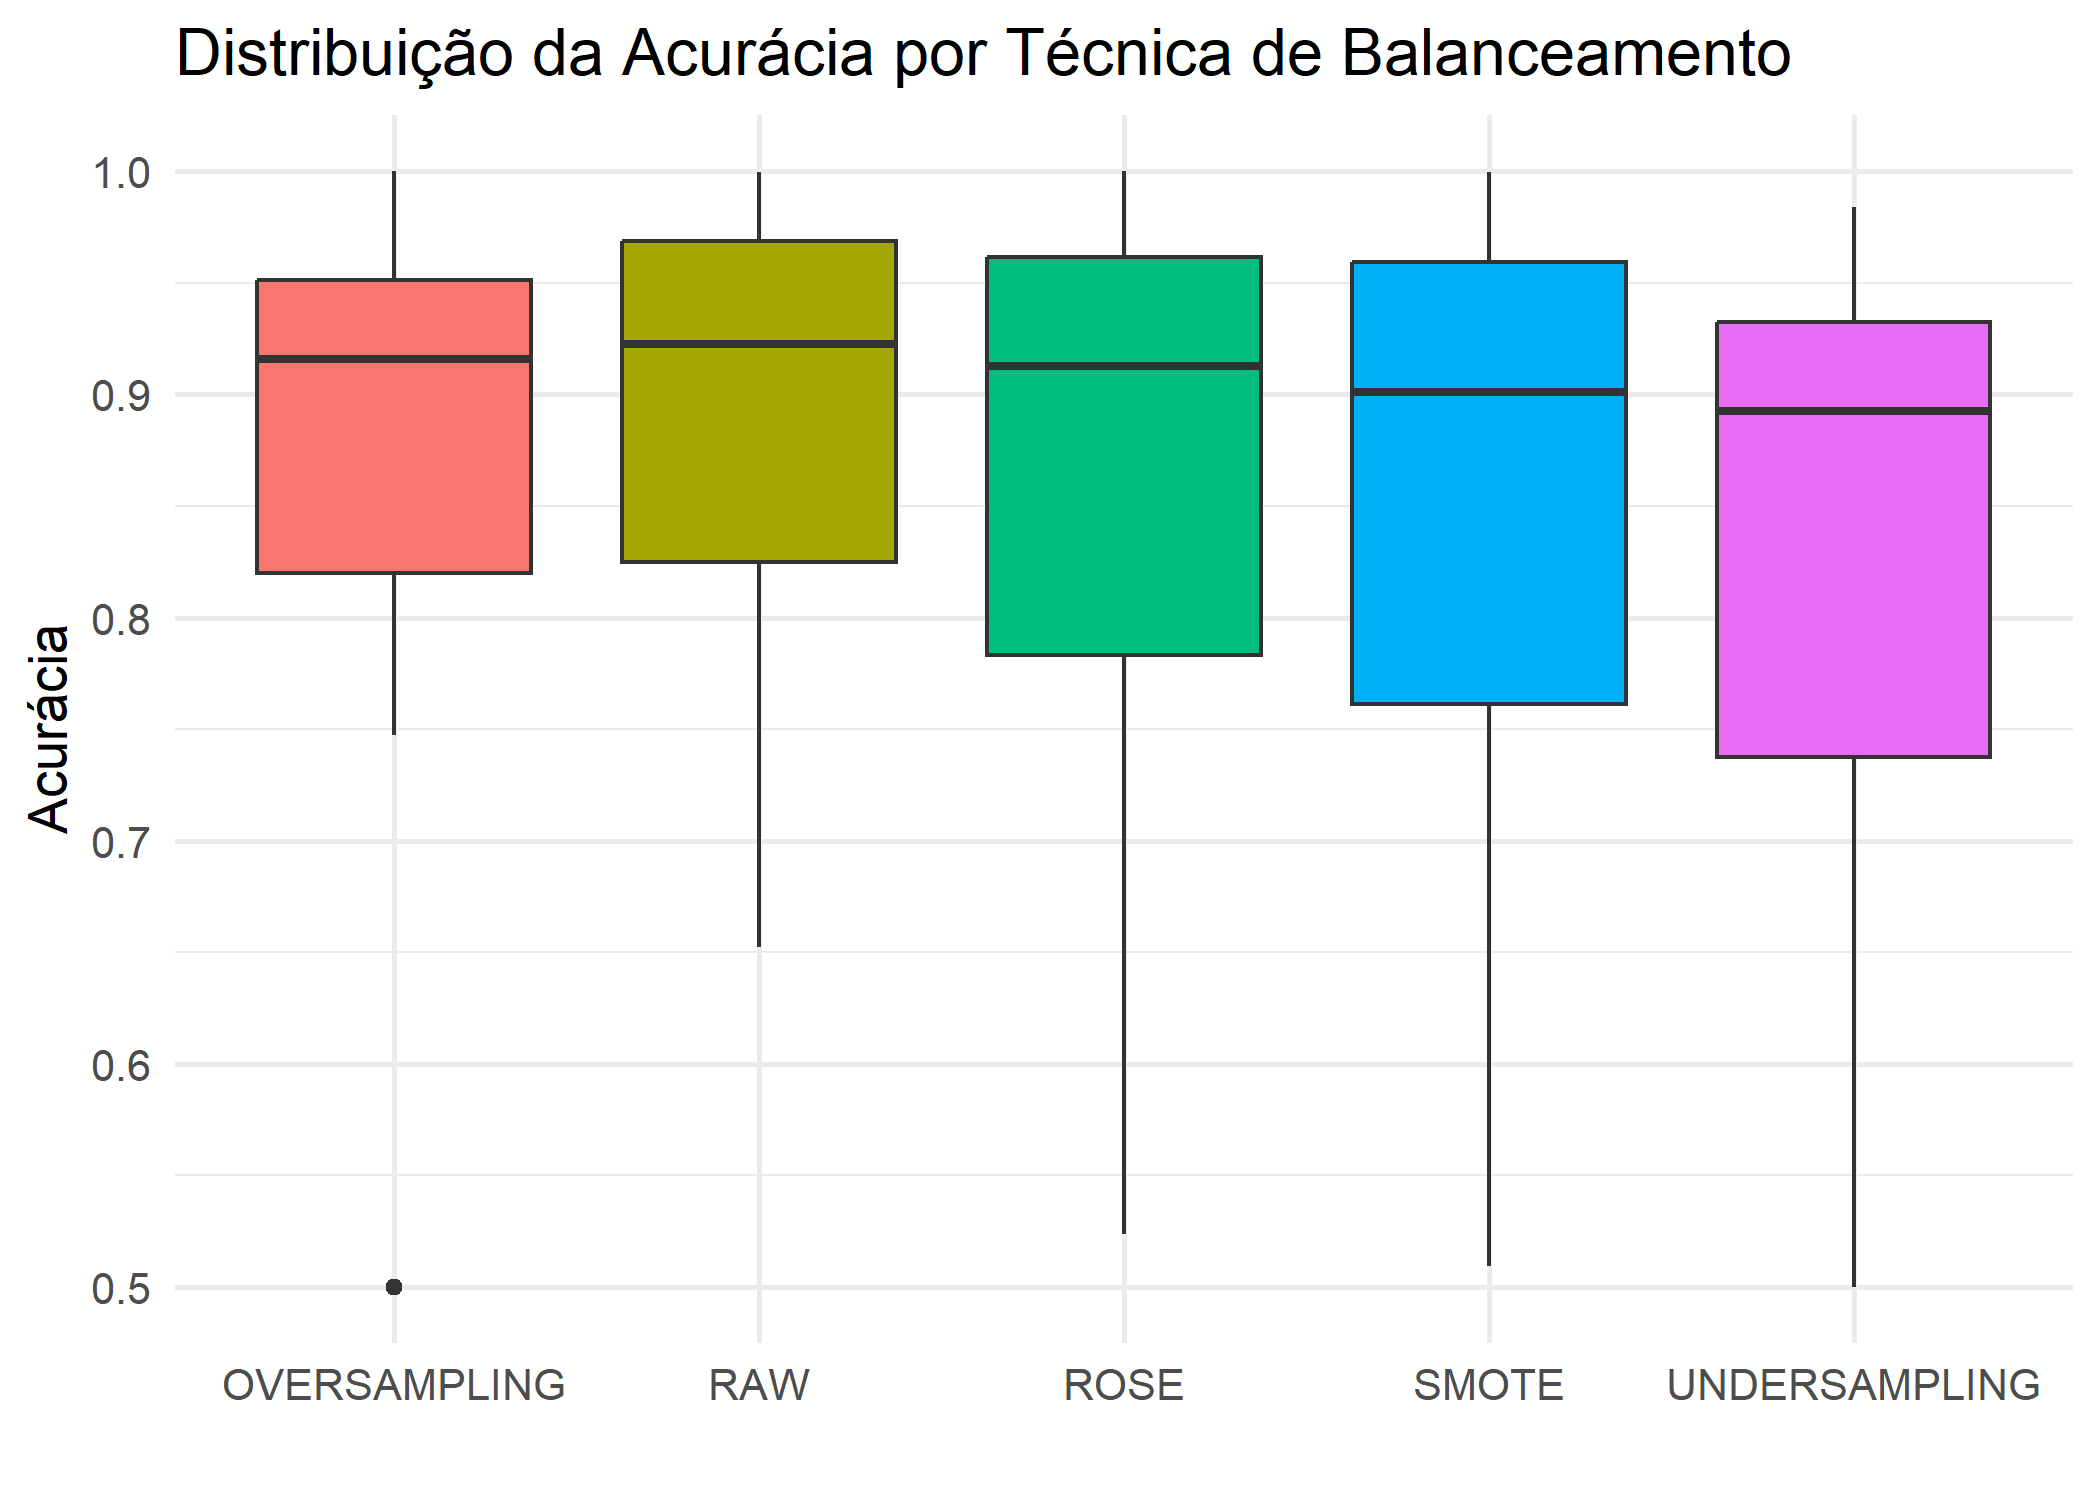 Distribuição da Acurácia por Técnica de Balanceamento
Acurácia
1.0
0.9
0.8
0.7
0.6
0.5
OVERSAMPLING
RAW
ROSE
SMOTE
UNDERSAMPLING